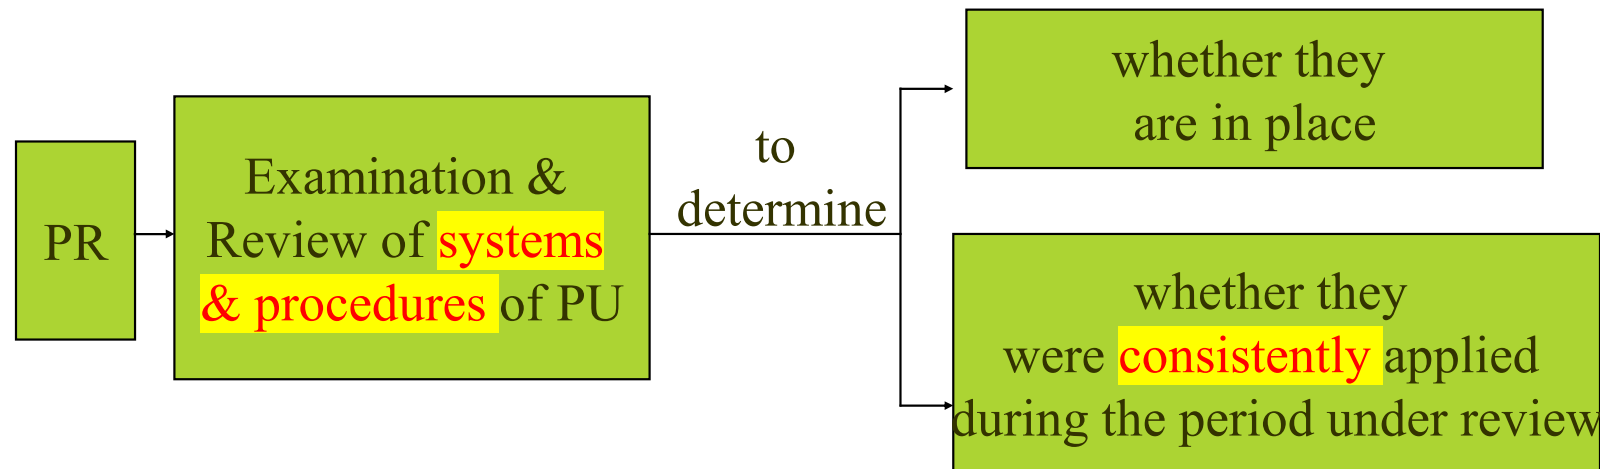 PR
Examination &
Review of systems
& procedures of PU
to
determine
whether they
are in place
whether they
were consistently applied
during the period under review